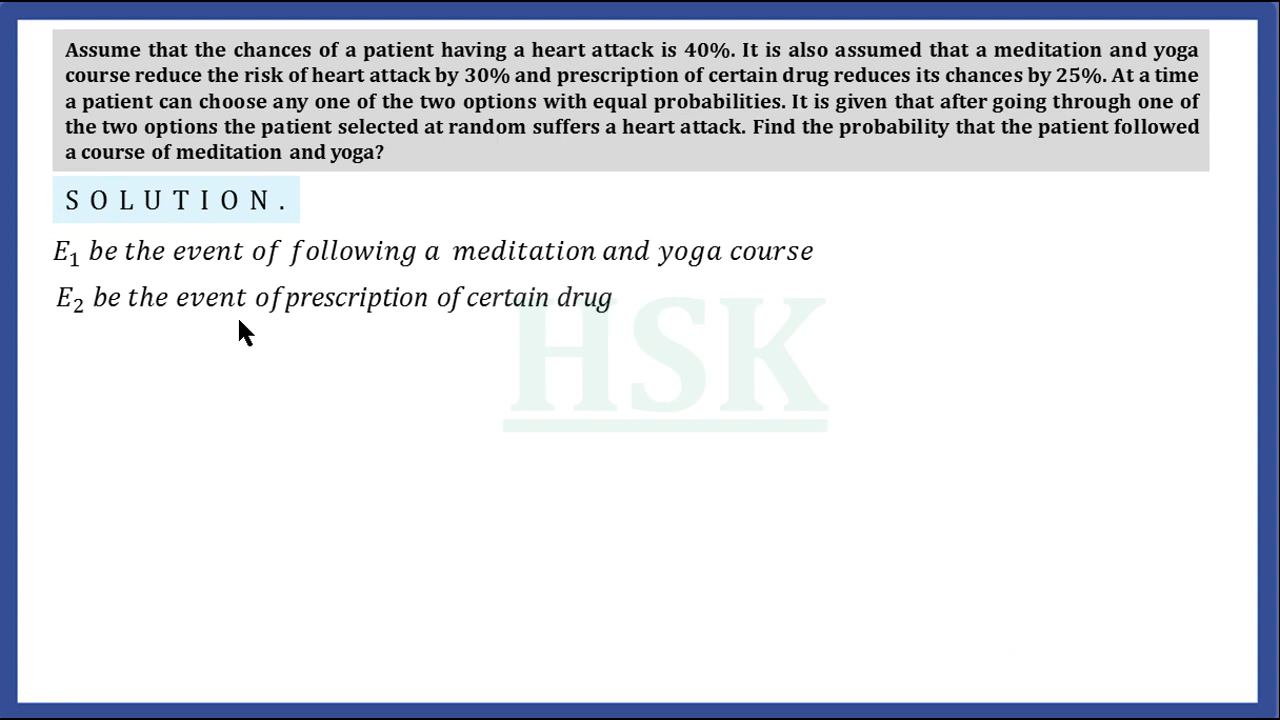 Assume that the chances of a patient having a heart attack is 40%. It is also assumed that a meditation and yoga
course reduce the risk of heart attack by 30% and prescription of certain drug reduces its chances by 25%. At a time
a patient can choose any one of the two options with equal probabilities. It is given that after going through one of
the two options the patient selected at random suffers a heart attack. Find the probability that the patient followed
a course of meditation and yoga?
SOLUTION.
E₁ be the event of following a meditation and yoga course
E₂ be the event of prescription of certain drug
HSK